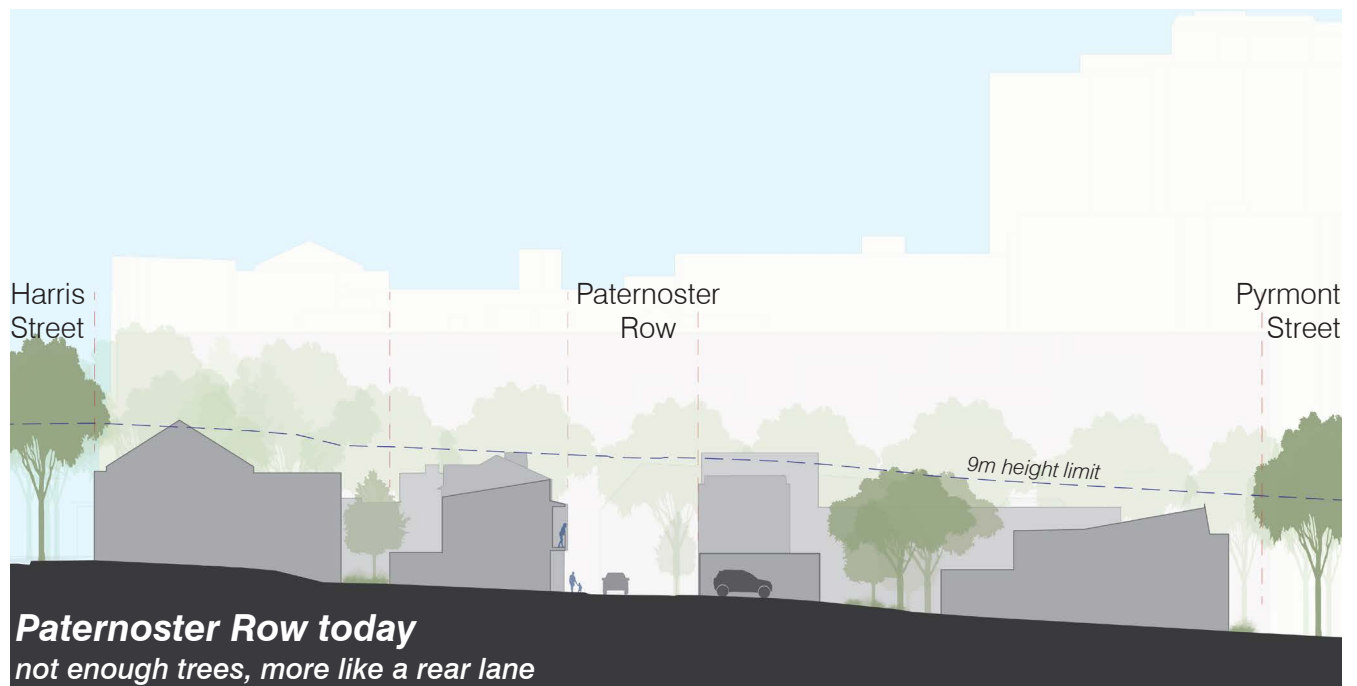 Harris
Street
Paternoster
Row
Pyrmont
Street
9m height limit
Paternoster Row today
not enough trees, more like a rear lane